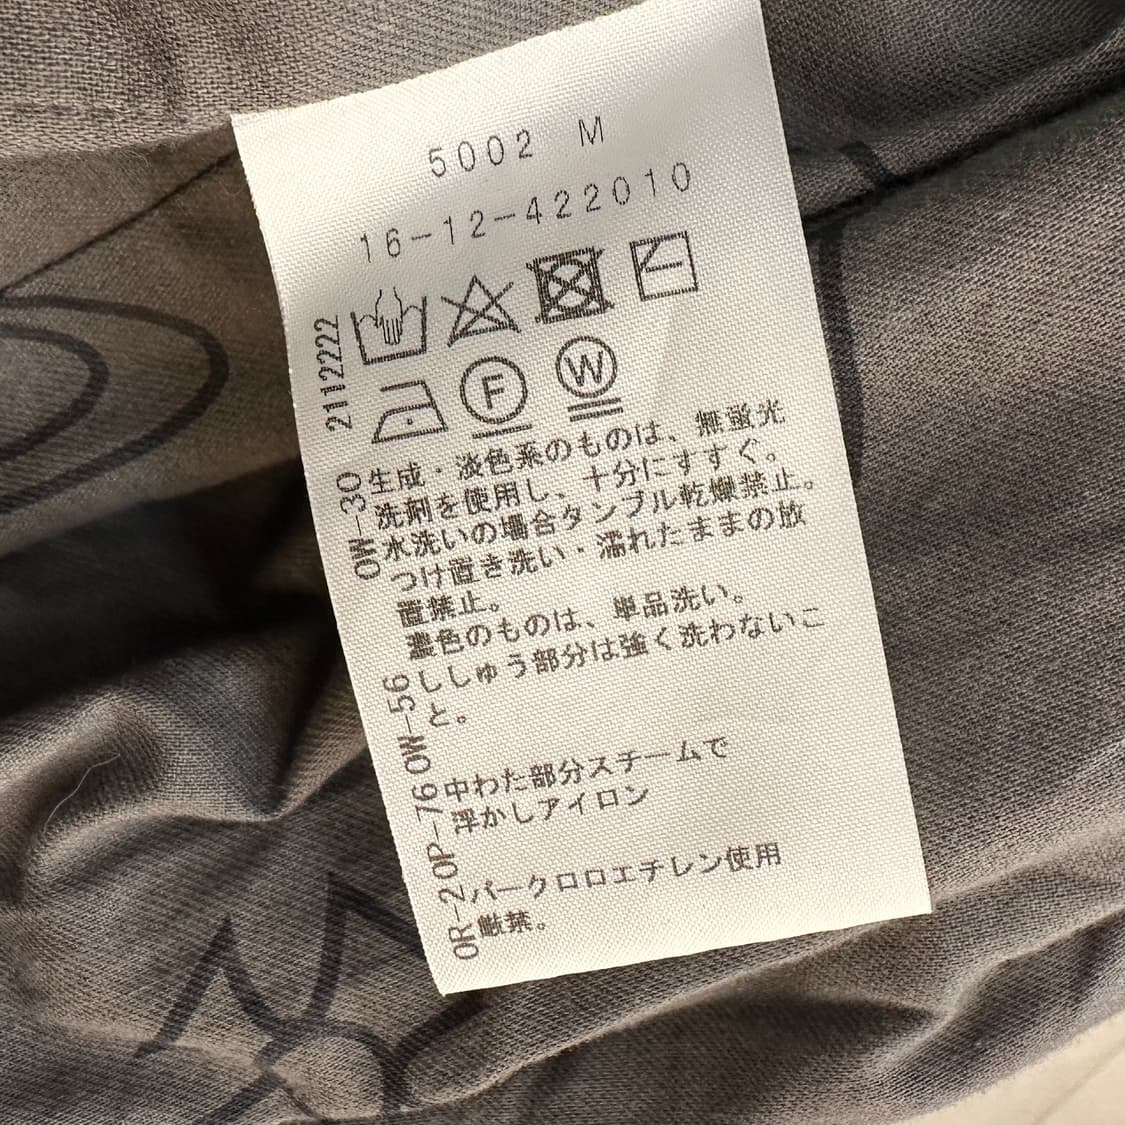 5002 M
16-12-422010
F
W
生成・淡色系のものは、無蛍光
洗剤を使用し、十分にすすぐ。
水洗いの場合タンブル乾燥禁止。
つけ置き洗い・濡れたままの放
置禁止。
濃色のものは、単品洗い。
ししゅう部分は強く洗わないこ
と。
中わた部分スチームで
浮かしアイロン
パークロロエチレン使用
厳禁。
2112222
OW-30
OW-56
OP-76
OR-2